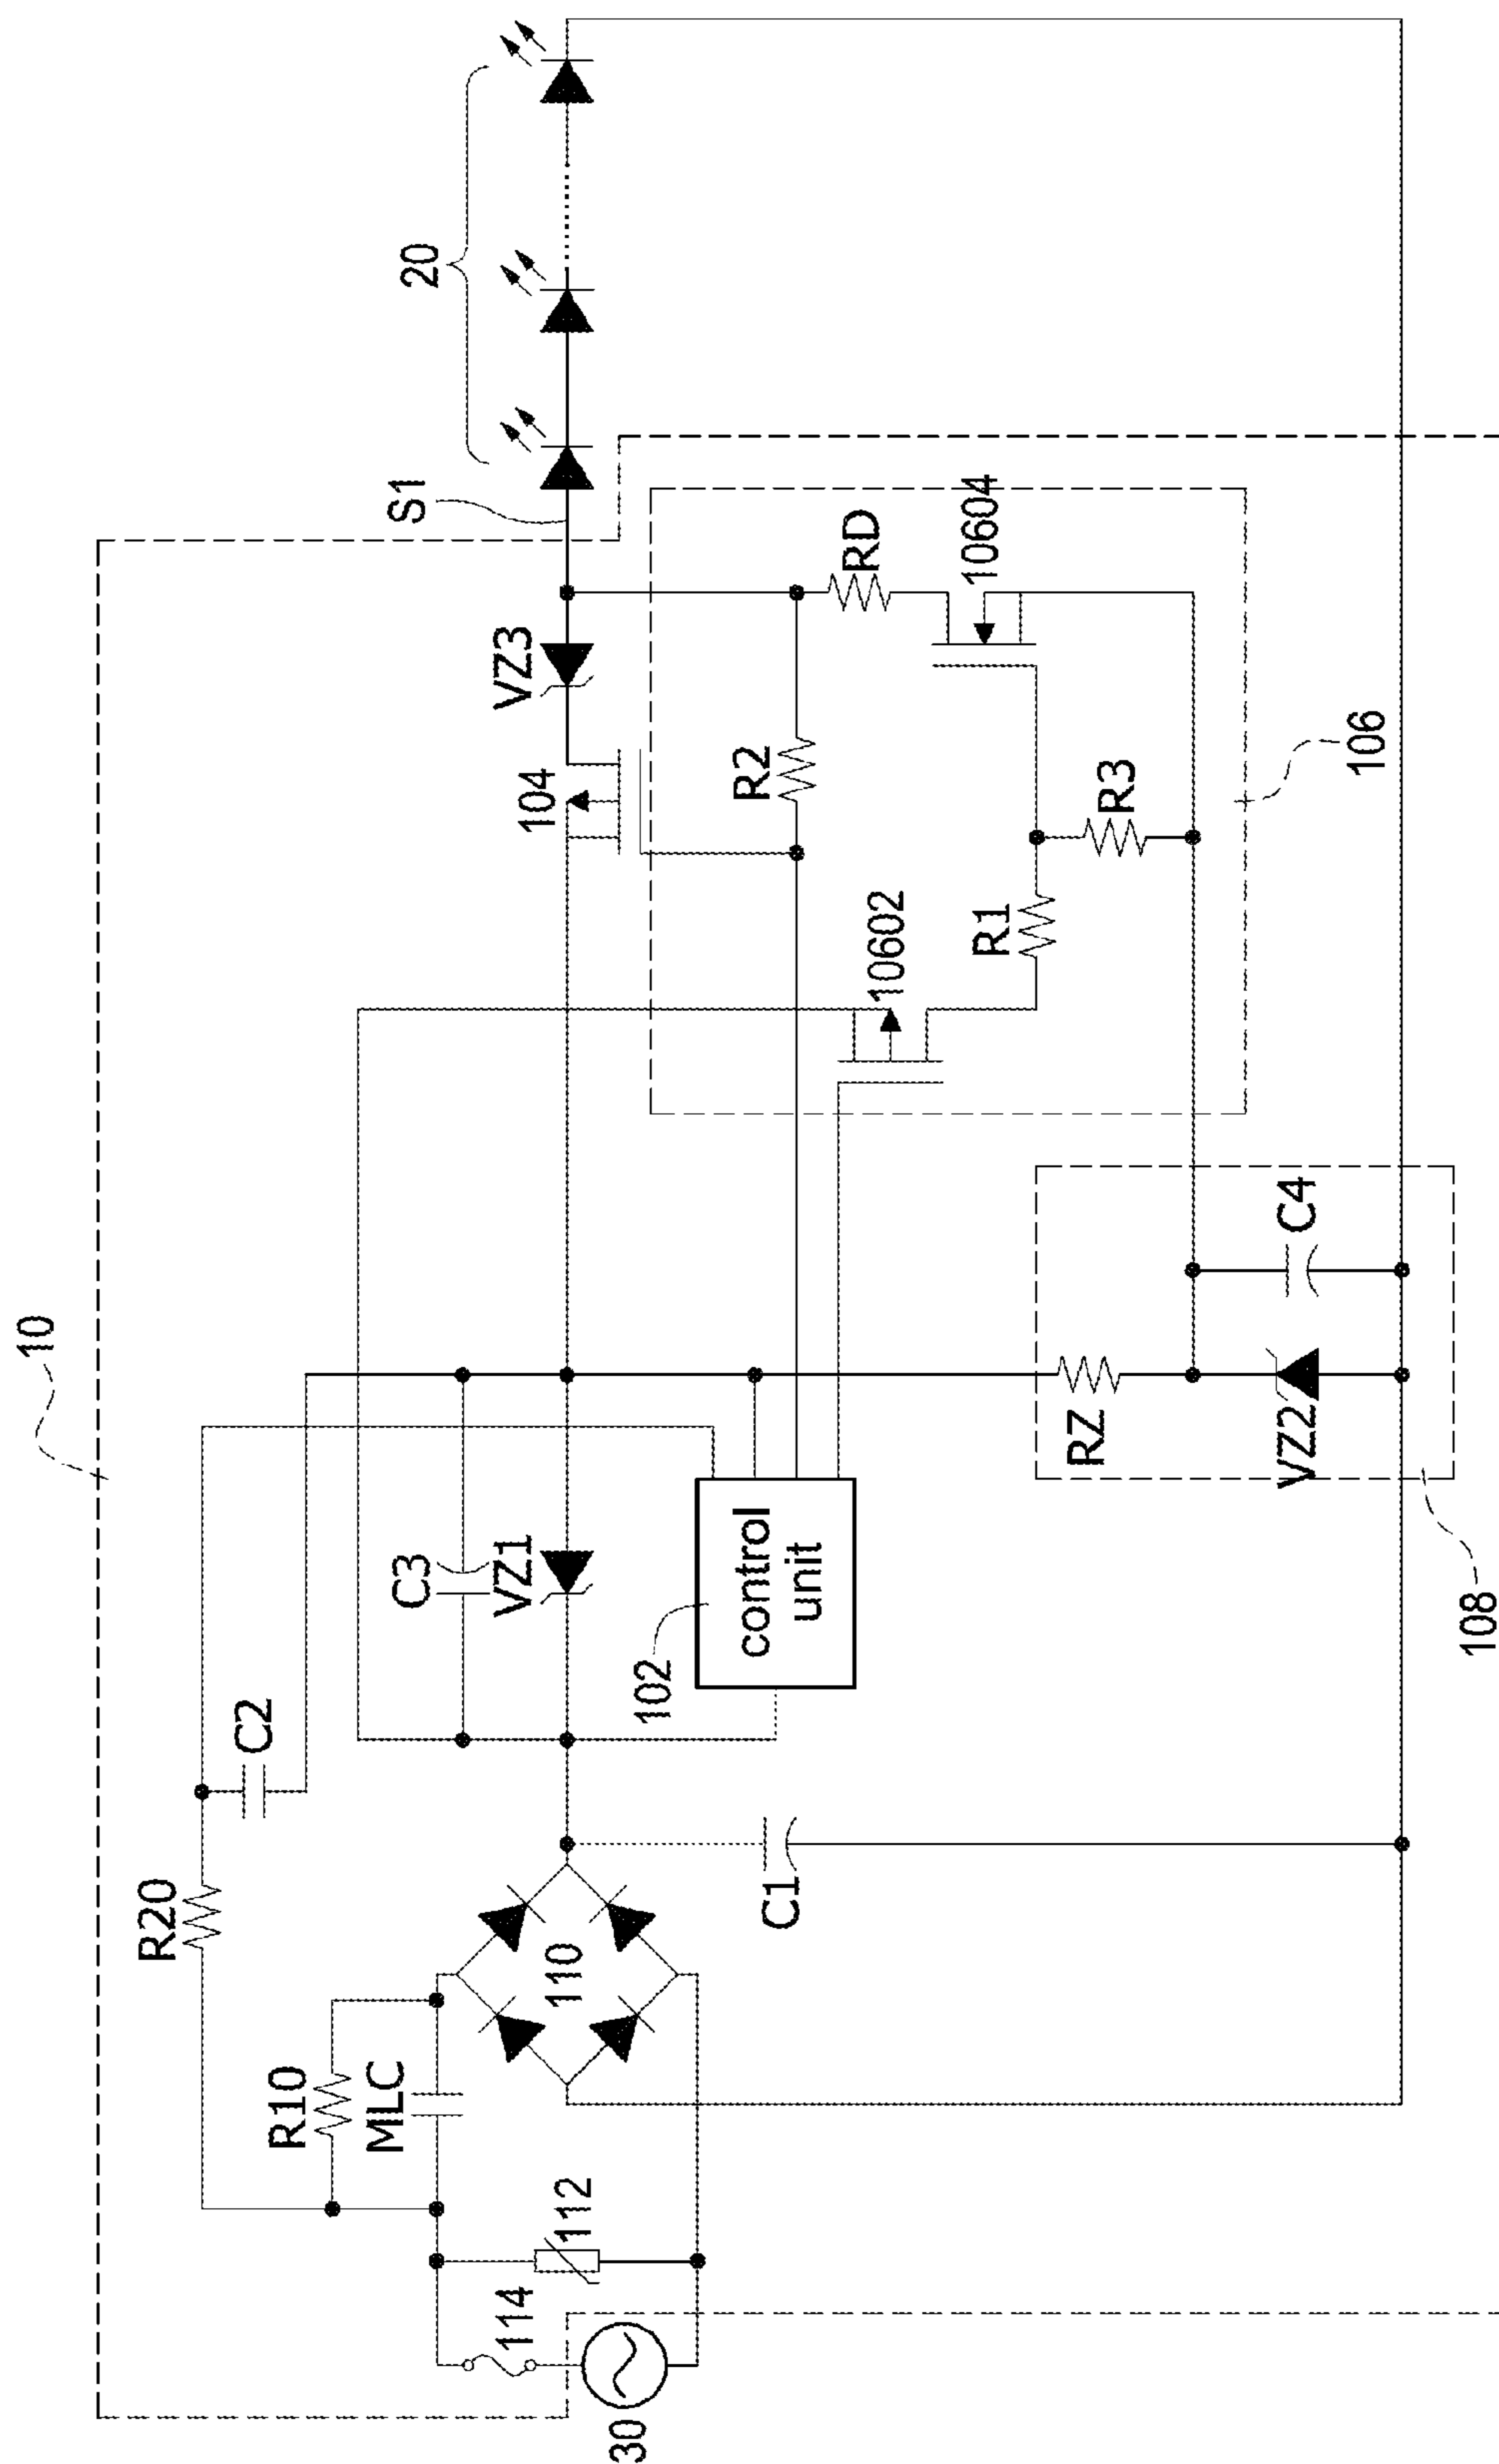 10
20
S1
R20
C2
R10
MLC
C3
VZ1
104
VZ3
110
102
control
unit
R2
RD
10602
10604
R1
R3
106
112
114
30
C1
RZ
VZ2
C4
108